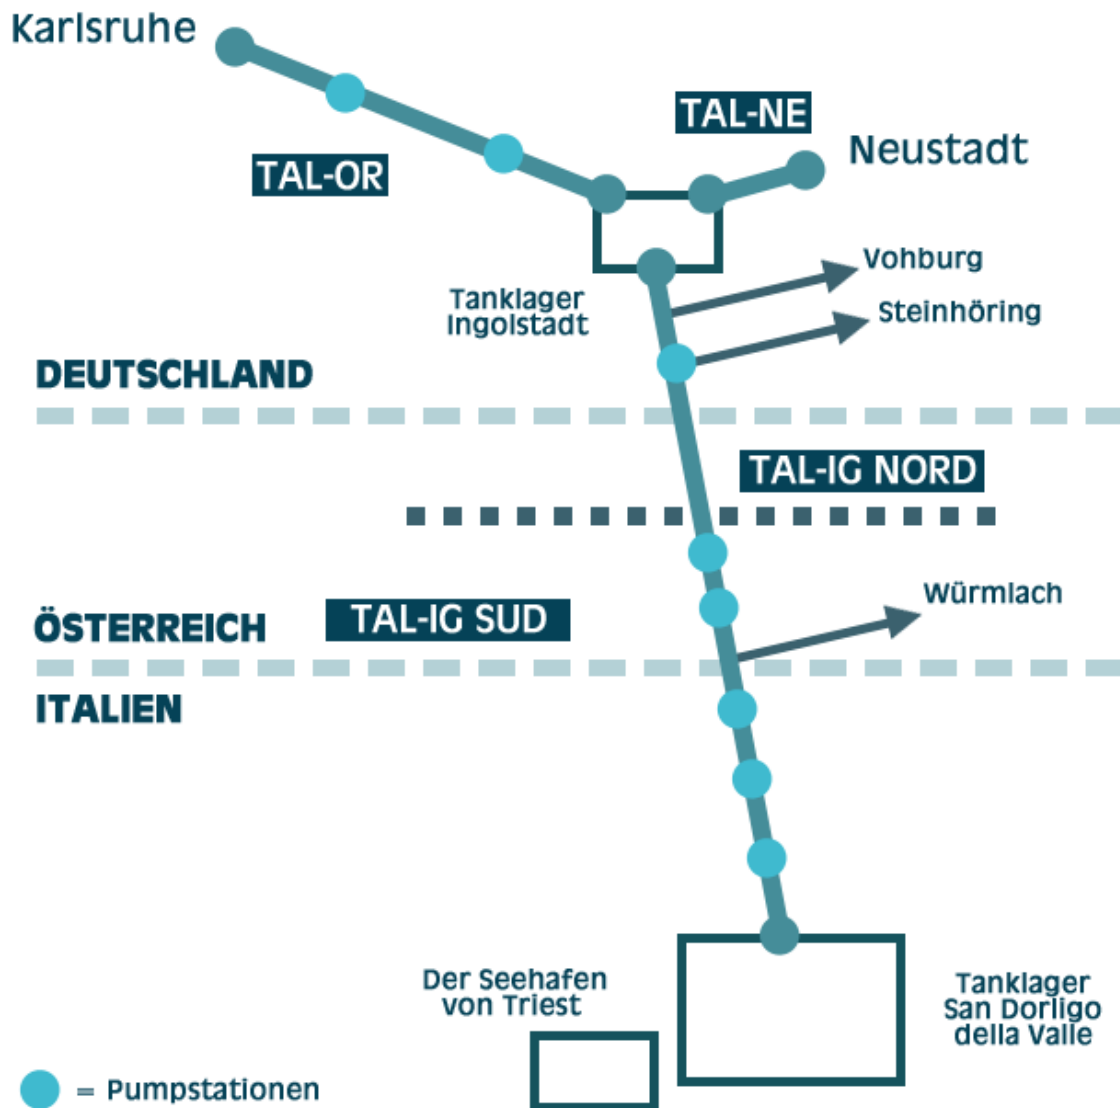 Karlsruhe
TAL-NE
Neustadt
TAL-OR
Vohburg
Tanklager
Ingolstadt
Steinhöring
DEUTSCHLAND
TAL-IG NORD
Würmlach
ÖSTERREICH
TAL-IG SUD
ITALIEN
Der Seehafen
von Triest
Tanklager
San Dorligo
della Valle
= Pumpstationen